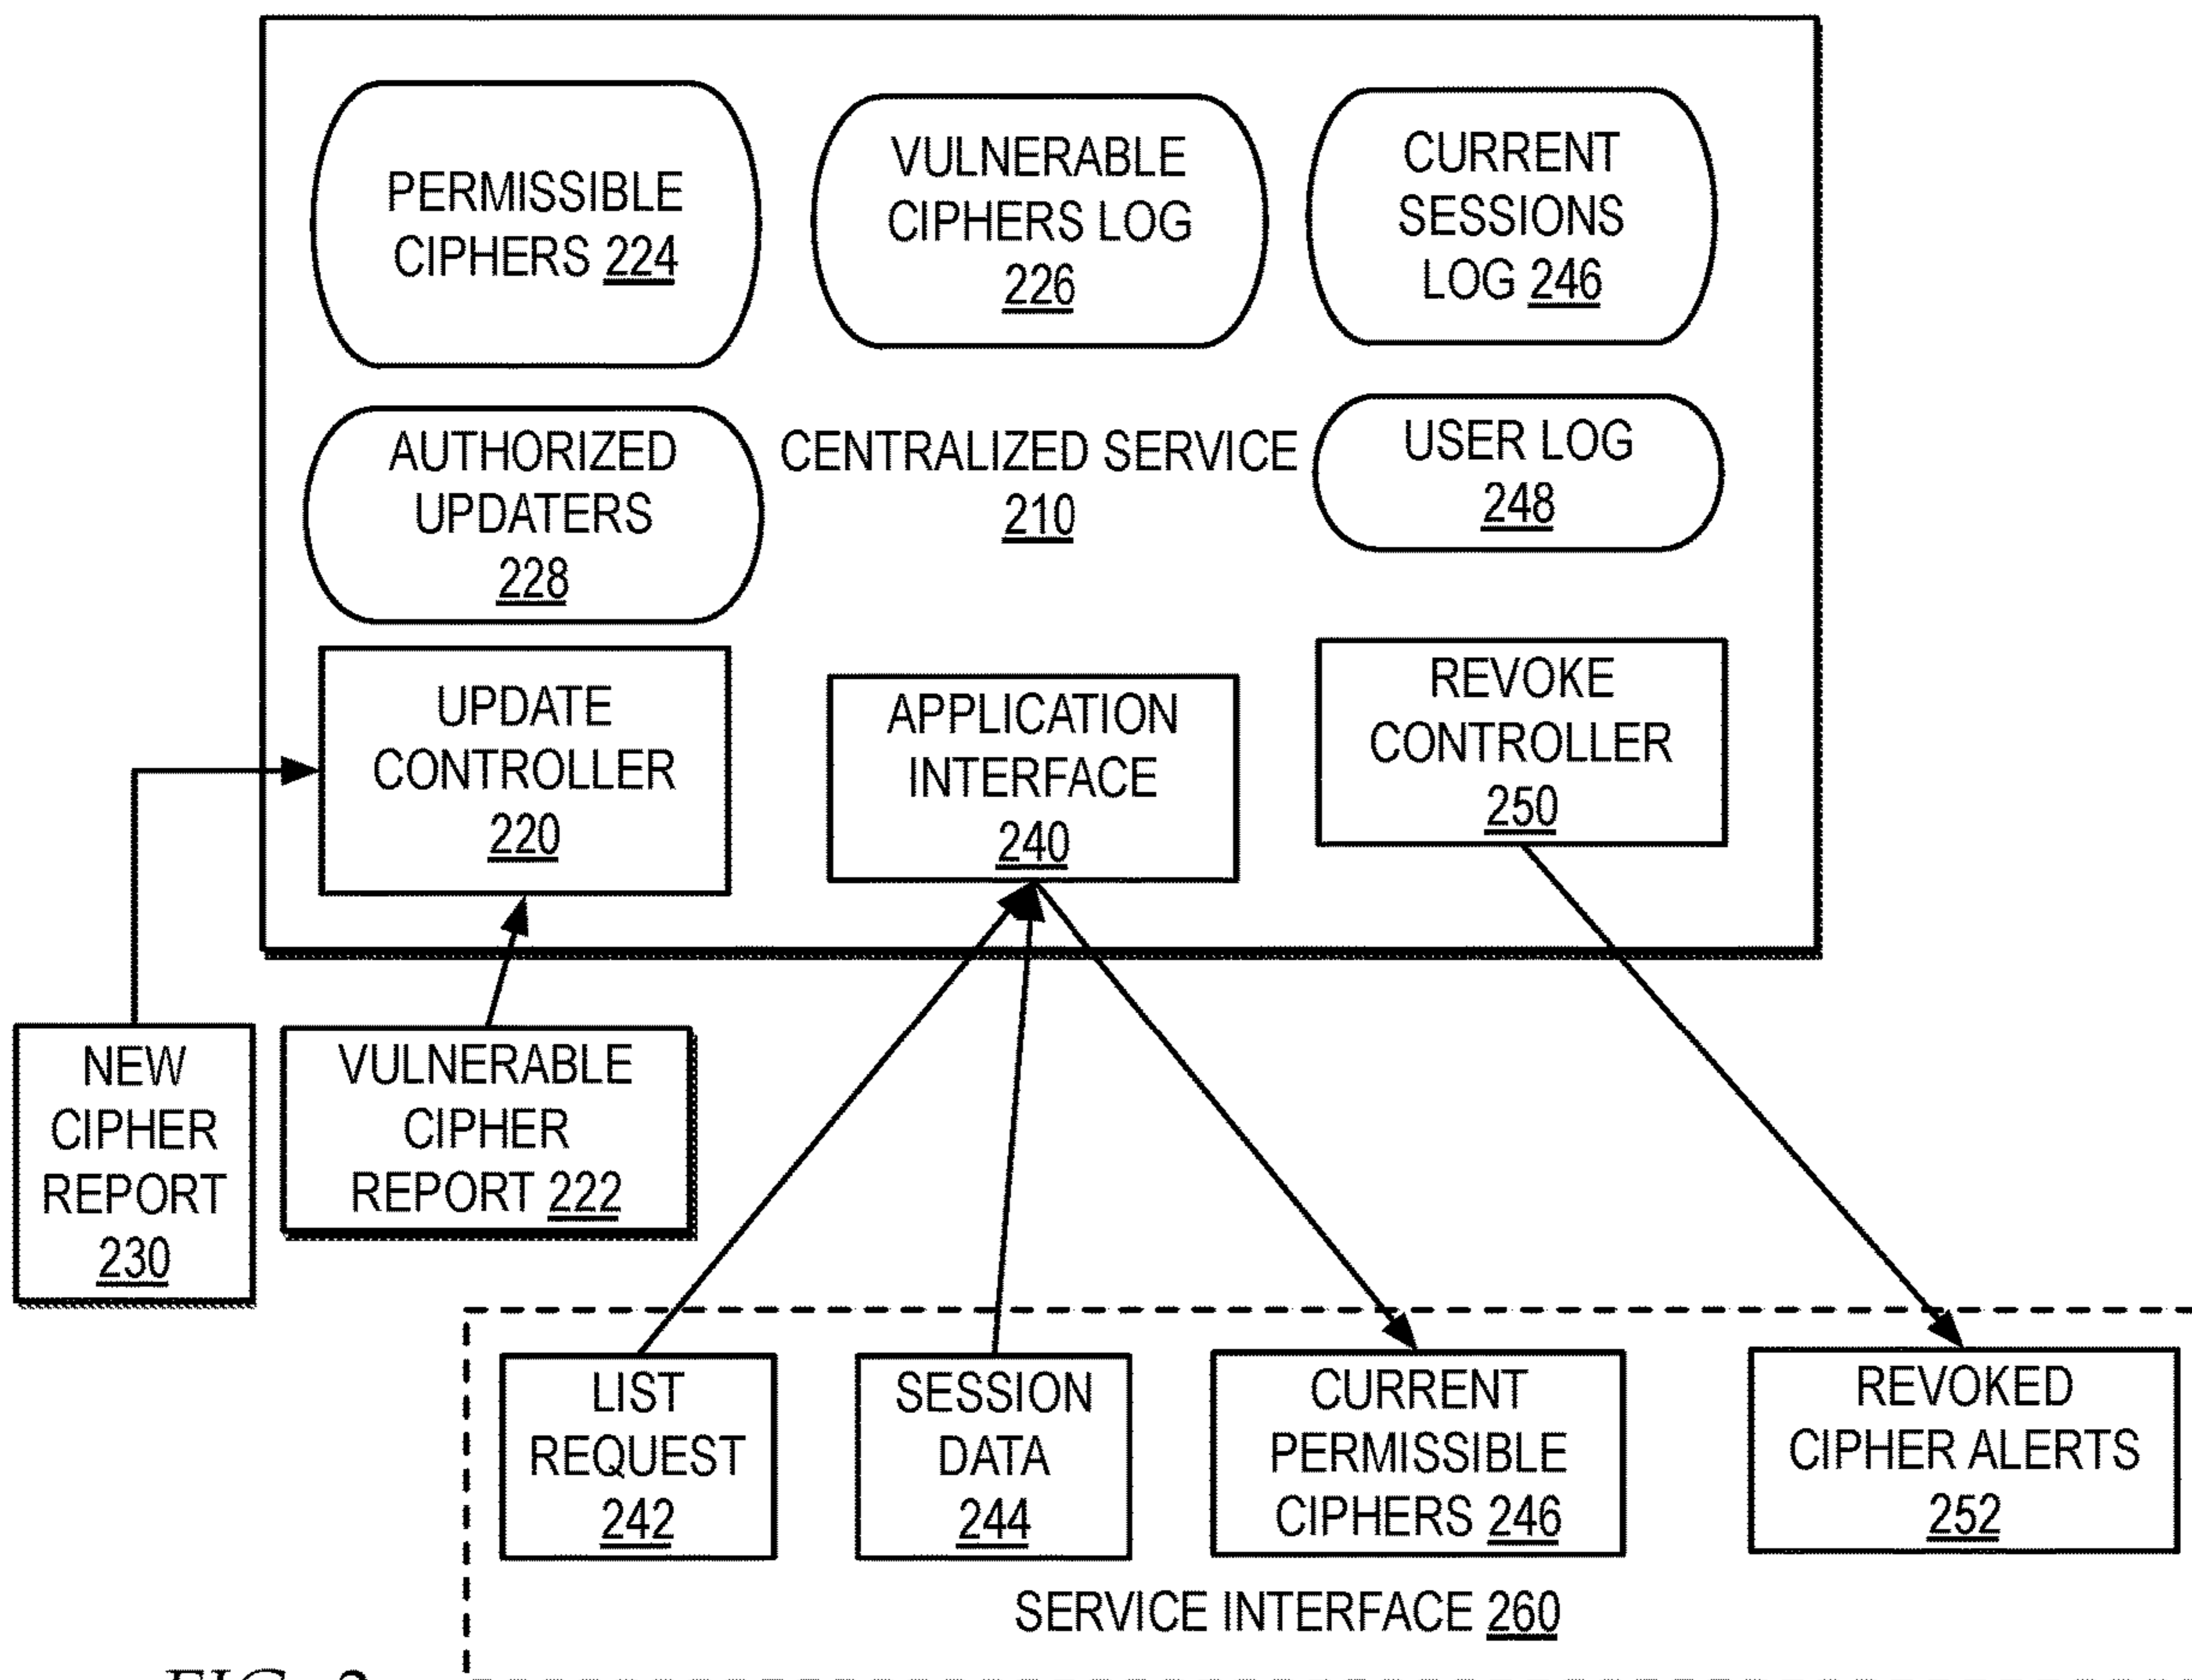 PERMISSIBLE
CIPHERS 224
VULNERABLE
CIPHERS LOG
226
CURRENT
SESSIONS
LOG 246
AUTHORIZED
UPDATERS
228
CENTRALIZED SERVICE
210
USER LOG
248
UPDATE
CONTROLLER
220
APPLICATION
INTERFACE
240
REVOKE
CONTROLLER
250
NEW
CIPHER
REPORT
230
VULNERABLE
CIPHER
REPORT 222
LIST
REQUEST
242
SESSION
DATA
244
CURRENT
PERMISSIBLE
CIPHERS 246
REVOKED
CIPHER ALERTS
252
SERVICE INTERFACE 260